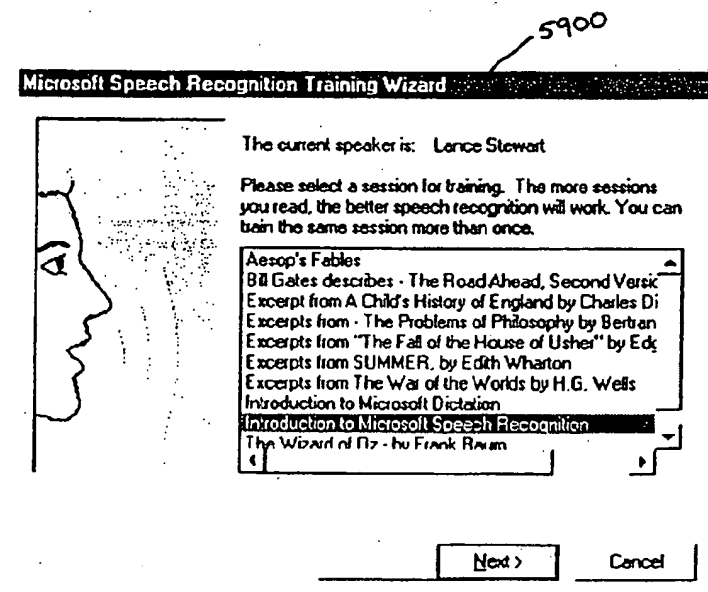 5900
Microsoft Speech Recognition Training Wizard
The current speaker is: Lance Stewart
Please select a session for training. The more sessions
you read, the better speech recognition will work. You can
train the same session more than once.
Aesop's Fables
Bill Gates describes - The Road Ahead, Second Versic
Excerpt from A Child's History of England by Charles Di
Excerpts from - The Problems of Philosophy by Bertran
Excerpts from "The Fall of the House of Usher" by Edg
Excerpts from SUMMER, by Edith Wharton
Excerpts from The War of the Worlds by H.G. Wells
Introduction to Microsoft Dictation
Introduction to Microsoft Speech Recognition
The Wizard of Oz - by Frank Baum
Next >
Cancel